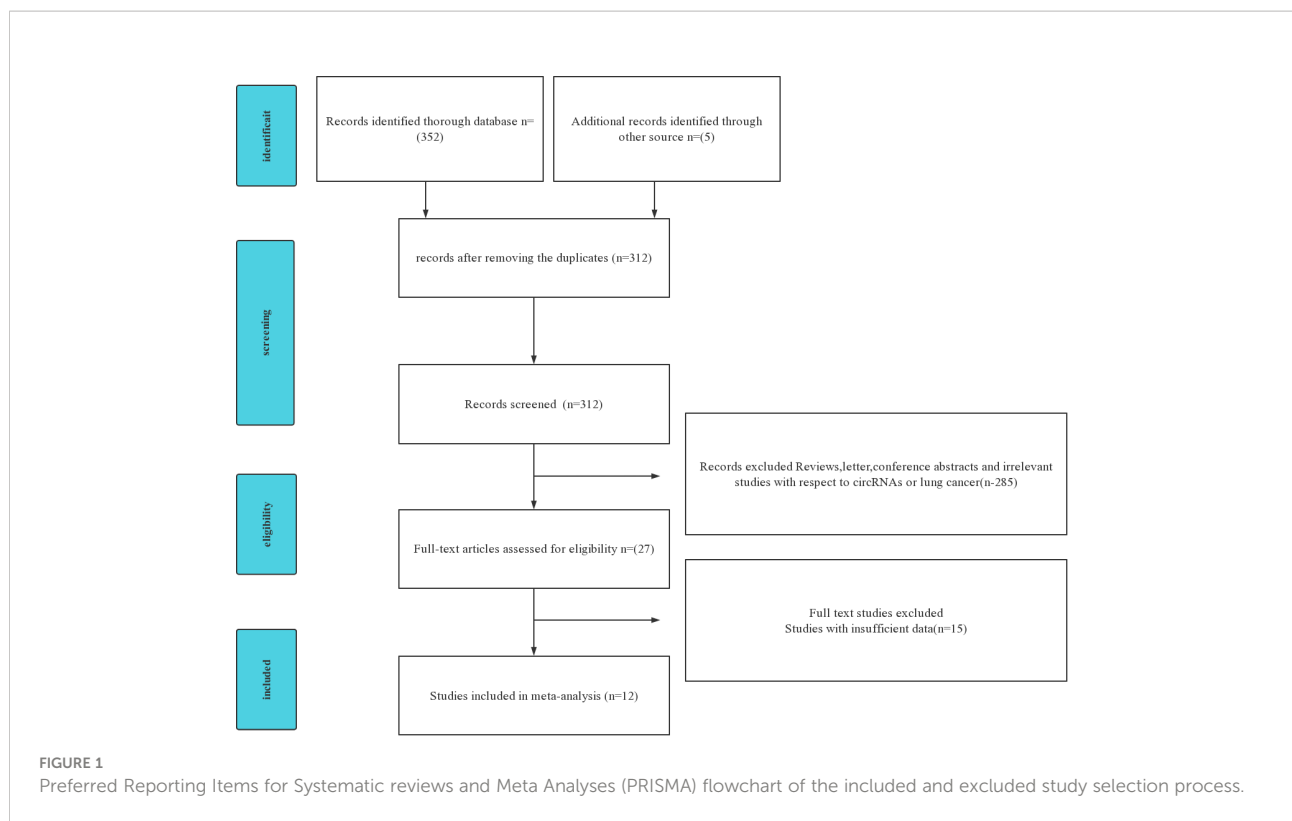 identificait
Records identified thorough database n=
(352)
Additional records identified through
other source n=(5)
screening
records after removing the duplicates (n=312)
Records screened (n=312)
Records excluded Reviews,letter,conference abstracts and irrelevant
studies with respect to circRNAs or lung cancer(n-285)
eligibility
Full-text articles assessed for eligibility n=(27)
Full text studies excluded
Studies with insufficient data(n=15)
included
Studies included in meta-analysis (n=12)
FIGURE 1
Preferred Reporting Items for Systematic reviews and Meta Analyses (PRISMA) flowchart of the included and excluded study selection process.